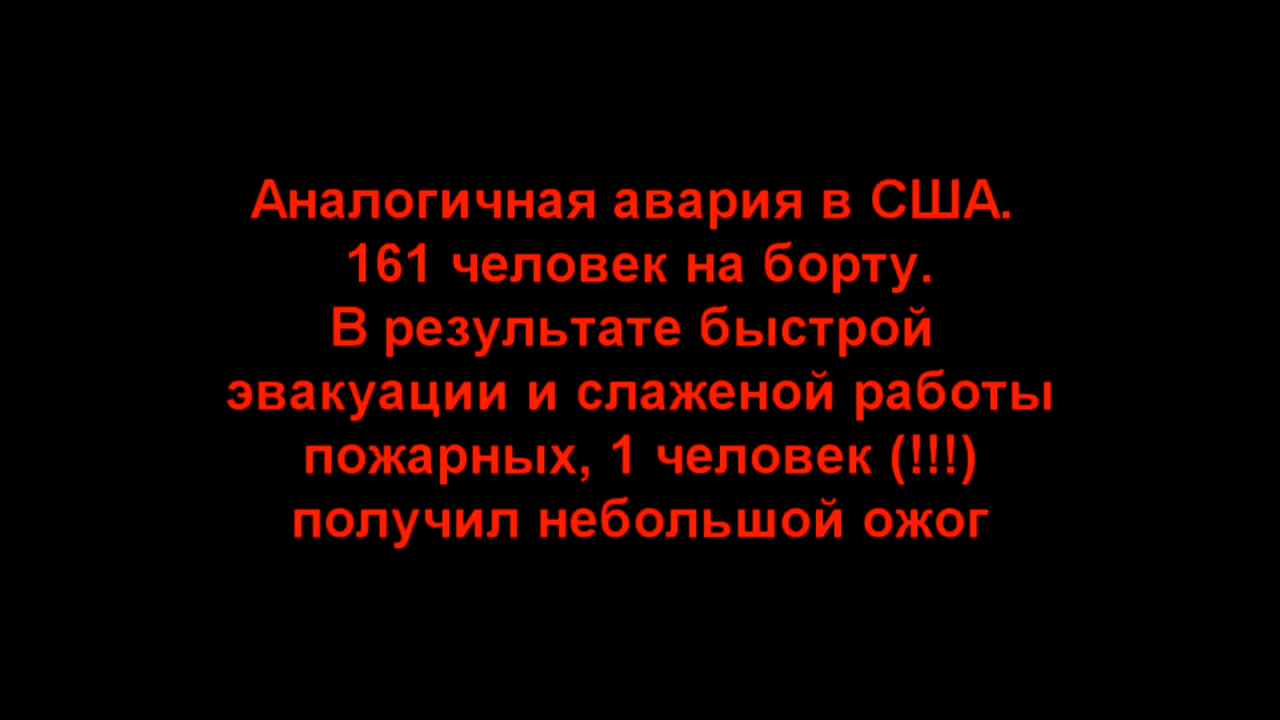 Аналогичная авария в США.
161 человек на борту.
В результате быстрой
эвакуации и слаженой работы
пожарных, 1 человек (!!!)
получил небольшой ожог